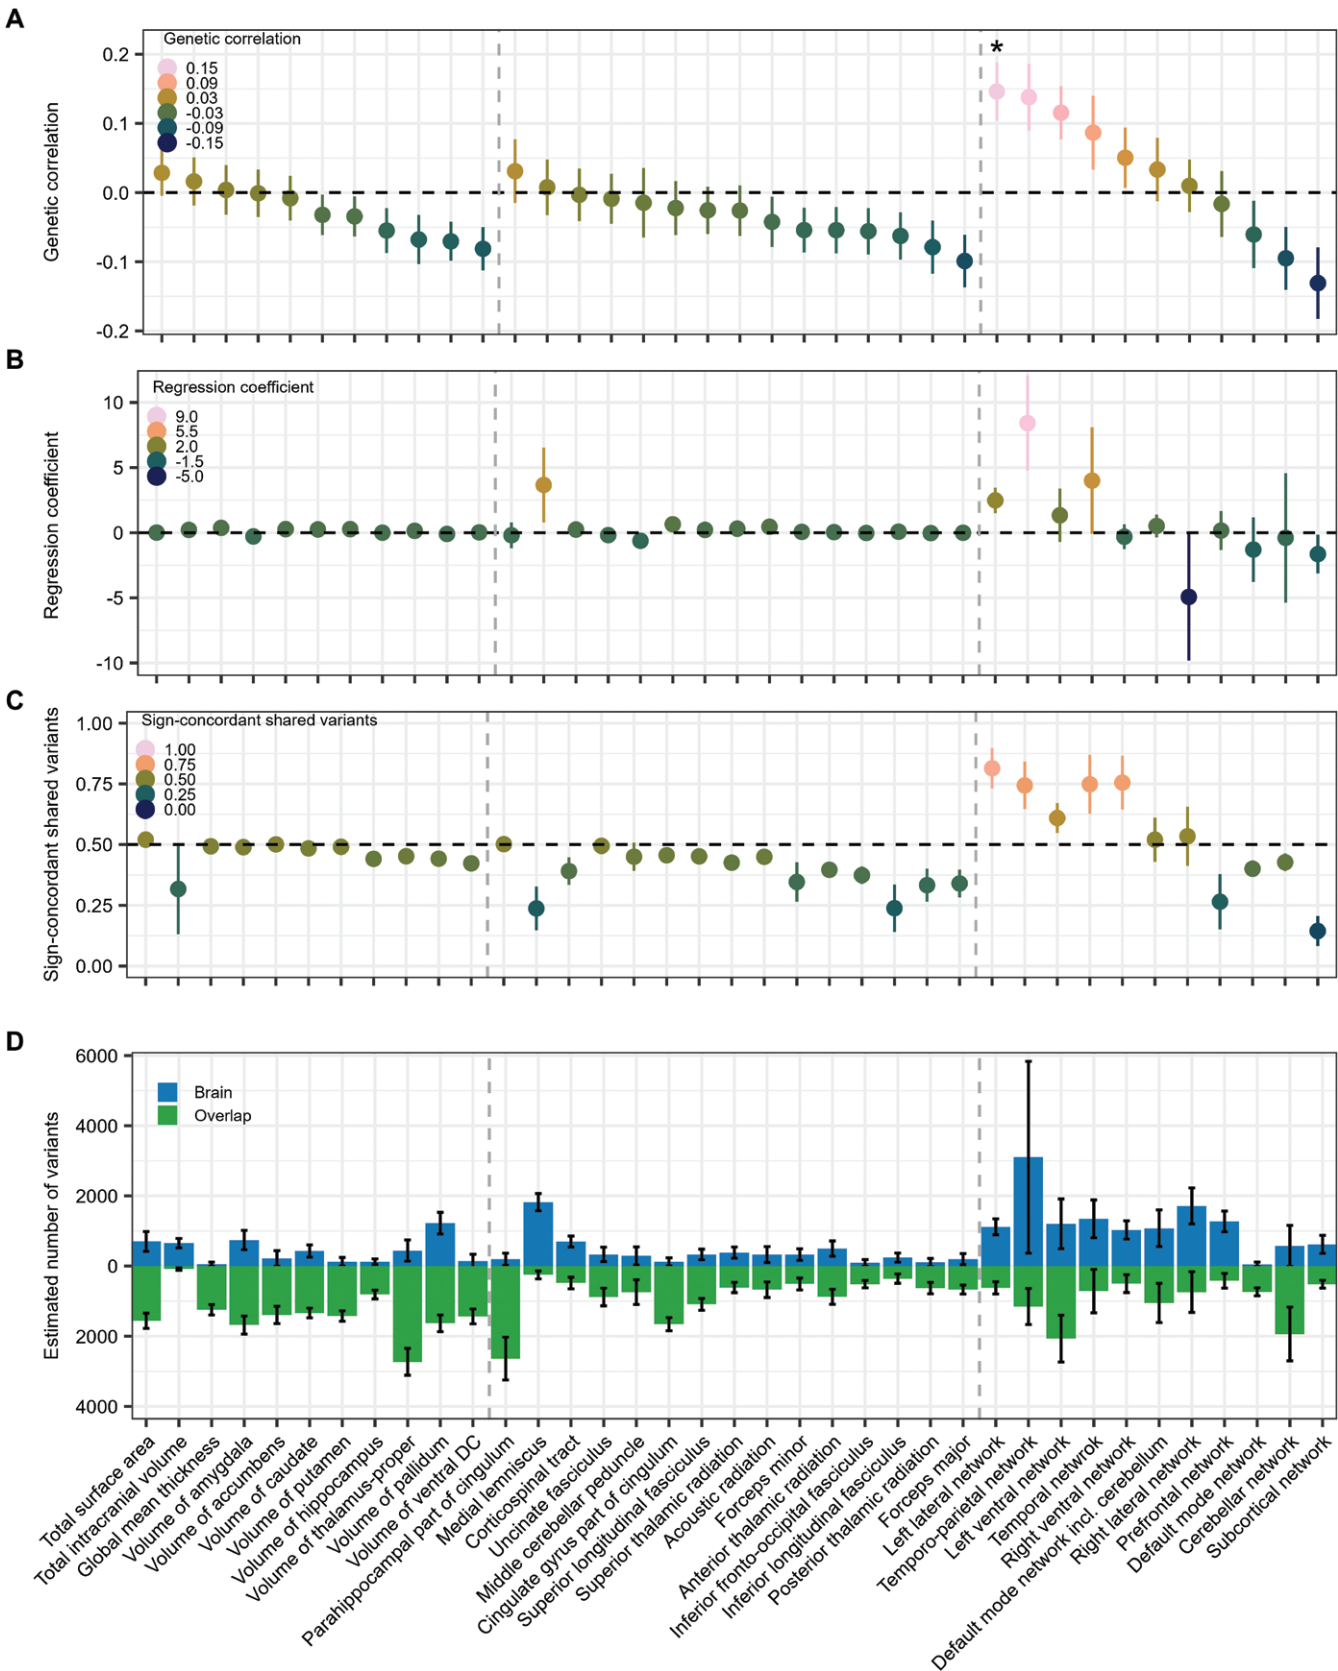 A
Genetic correlation
Genetic correlation
0.15
0.09
0.03
-0.03
-0.09
-0.15
0.2
0.1
0.0
-0.1
-0.2
*
B
Regression coefficient
Regression coefficient
9.0
5.5
2.0
-1.5
-5.0
10
5
0
-5
-10
C
Sign-concordant shared variants
Sign-concordant shared variants
1.00
0.75
0.50
0.25
0.00
1.00
0.75
0.50
0.25
0.00
D
Estimated number of variants
Brain
Overlap
6000
4000
2000
0
2000
4000
Total surface area
Total intracranial volume
Global mean thickness
Volume of amygdala
Volume of accumbens
Volume of caudate
Volume of putamen
Volume of hippocampus
Volume of thalamus-proper
Volume of pallidum
Volume of ventral DC
Parahippocampal part of cingulum
Medial lemniscus
Corticospinal tract
Uncinate fasciculus
Middle cerebellar peduncle
Cingulate gyrus part of cingulum
Superior longitudinal fasciculus
Superior thalamic radiation
Acoustic radiation
Forceps minor
Anterior thalamic radiation
Inferior fronto-occipital fasciculus
Inferior longitudinal fasciculus
Posterior thalamic radiation
Forceps major
Left lateral network
Temporo-parietal network
Left ventral network
Temporal netwrok
Right ventral network
Default mode network incl. cerebellum
Right lateral network
Prefrontal network
Default mode network
Cerebellar network
Subcortical network